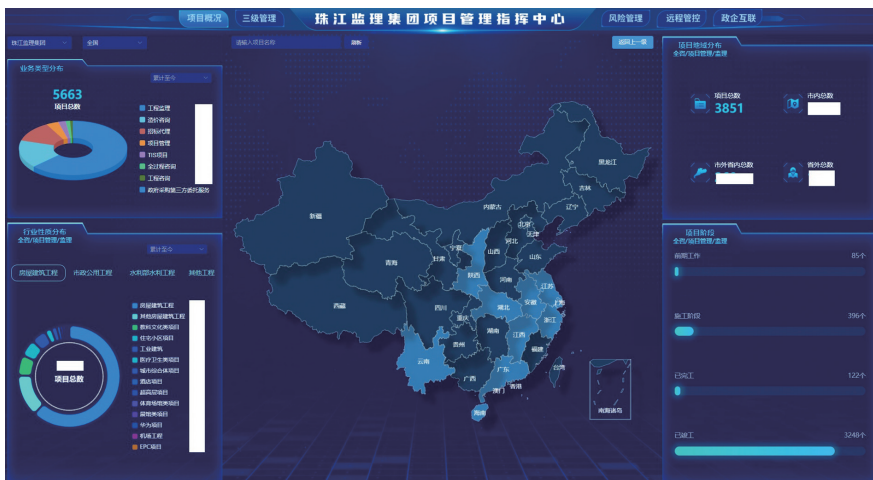 项目概况
三级管理
珠江监理集团项目管理指挥中心
风险管理
远程管控
政企互联
珠江监理集团
全国
请输入项目名称
刷新
返回上一级
业务类型分布
累计至今
5663
项目总数
工程监理
造价咨询
招标代理
项目管理
TIS项目
全过程咨询
工程咨询
政府采购第三方委托服务
行业性质分布
全咨/项目管理/监理
累计至今
房屋建筑工程
市政公用工程
水利部水利工程
其他工程
项目总数
房屋建筑工程
其他房屋建筑工程
教科文化类项目
住宅小区项目
工业建筑
医疗卫生类项目
城市综合体项目
酒店项目
超高层项目
体育场馆类项目
展馆类项目
华为项目
机场工程
EPC项目
黑龙江
吉林
辽宁
内蒙古
新疆
北京
天津
河北
宁夏
山西
山东
青海
甘肃
陕西
河南
江苏
西藏
四川
湖北
安徽
上海
重庆
浙江
湖南
江西
贵州
福建
云南
台湾
广西
广东
香港
澳门
海南
南海诸岛
项目地域分布
全咨/项目管理/监理
项目总数
3851
市内总数
市外省内总数
省外总数
项目阶段
全咨/项目管理/监理
前期工作
85个
施工阶段
396个
已完工
122个
已竣工
3248个